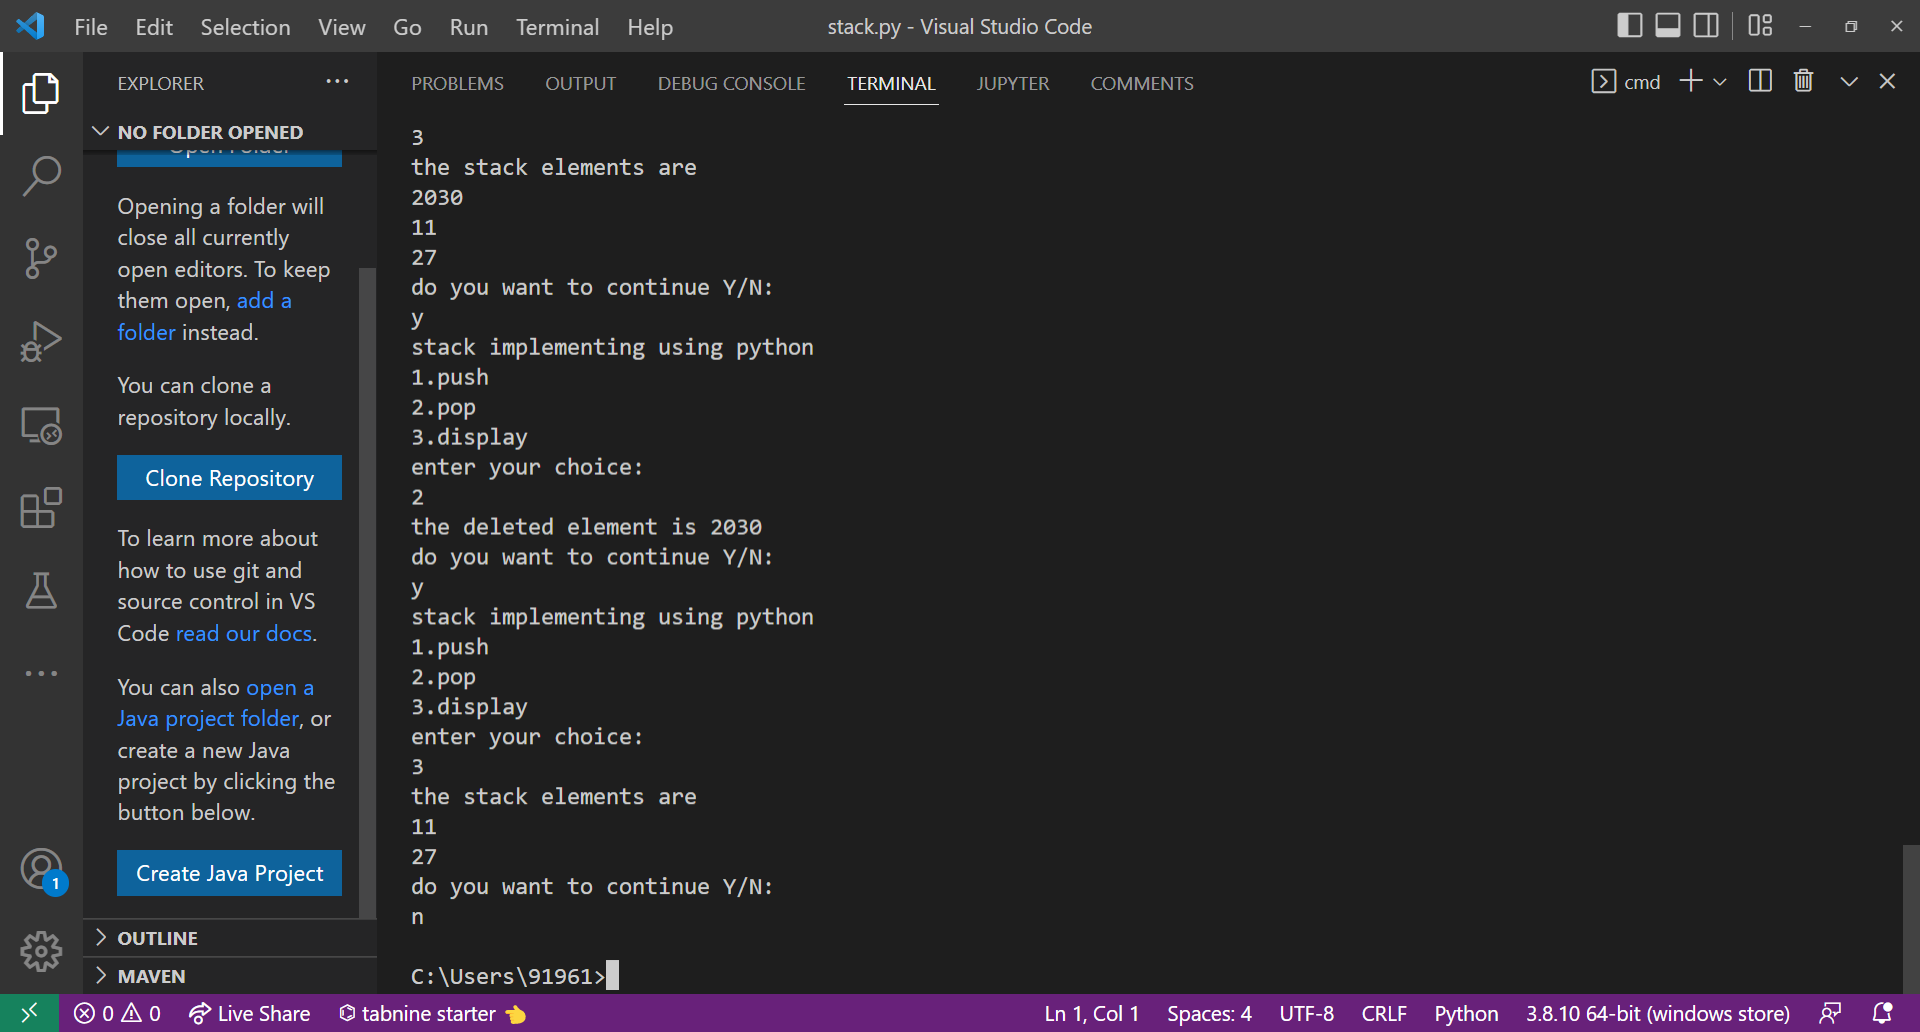 File Edit Selection View Go Run Terminal Help
stack.py - Visual Studio Code
EXPLORER
NO FOLDER OPENED
Open Folder
Opening a folder will
close all currently
open editors. To keep
them open, add a
folder instead.
You can clone a
repository locally.
Clone Repository
To learn more about
how to use git and
source control in VS
Code read our docs.
You can also open a
Java project folder, or
create a new Java
project by clicking the
button below.
Create Java Project
OUTLINE
MAVEN
1
PROBLEMS OUTPUT DEBUG CONSOLE TERMINAL JUPYTER COMMENTS
cmd
3
the stack elements are
2030
11
27
do you want to continue Y/N:
y
stack implementing using python
1.push
2.pop
3.display
enter your choice:
2
the deleted element is 2030
do you want to continue Y/N:
y
stack implementing using python
1.push
2.pop
3.display
enter your choice:
3
the stack elements are
11
27
do you want to continue Y/N:
n
C:\Users\91961>
0 0 Live Share tabnine starter
Ln 1, Col 1 Spaces: 4 UTF-8 CRLF Python 3.8.10 64-bit (windows store)